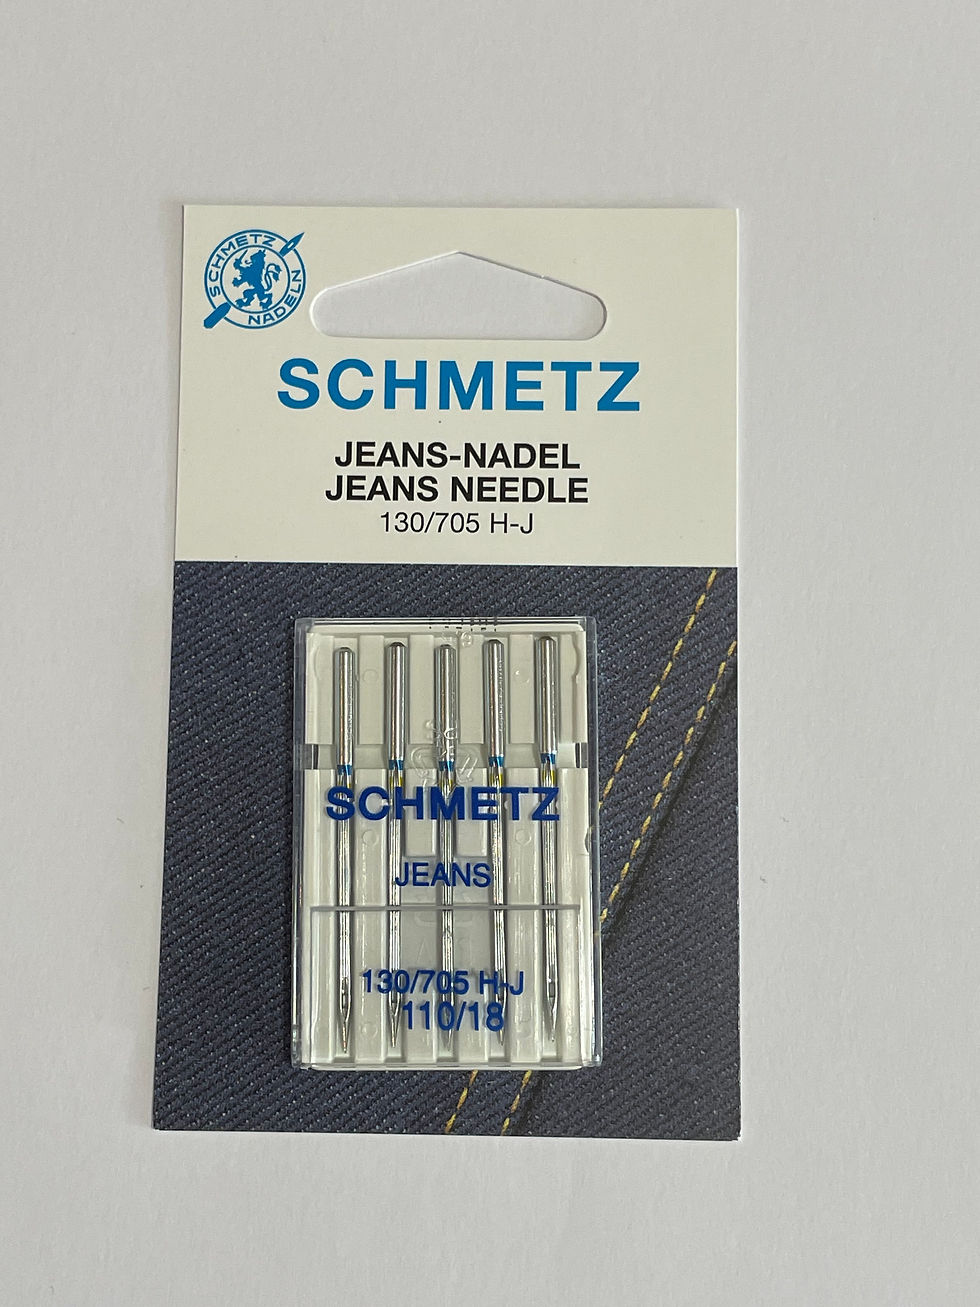 SCHMETZ
NADELN
SCHMETZ
JEANS-NADEL
JEANS NEEDLE
130/705 H-J
SCHMETZ
JEANS
130/705 H-J
110/18